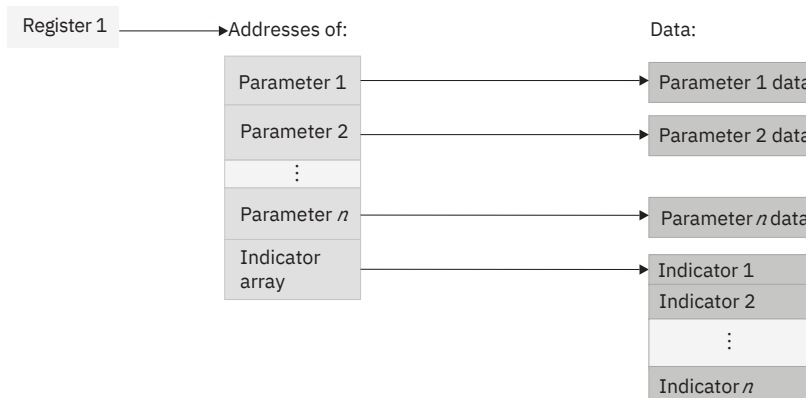 Register 1
Addresses of:
Data:
Parameter 1
Parameter 1 data
Parameter 2
Parameter 2 data
⋮
Parameter n
Parameter n data
Indicator
array
Indicator 1
Indicator 2
⋮
Indicator n